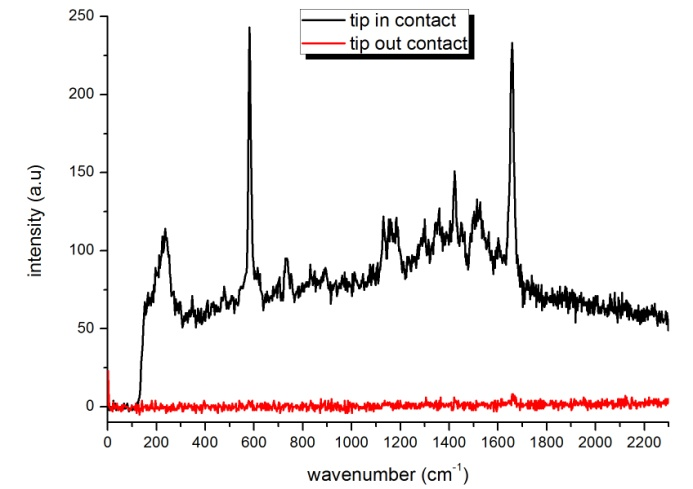 250
tip in contact
tip out contact
200
150
100
50
0
intensity (a.u)
0 200 400 600 800 1000 1200 1400 1600 1800 2000 2200
wavenumber (cm⁻¹)